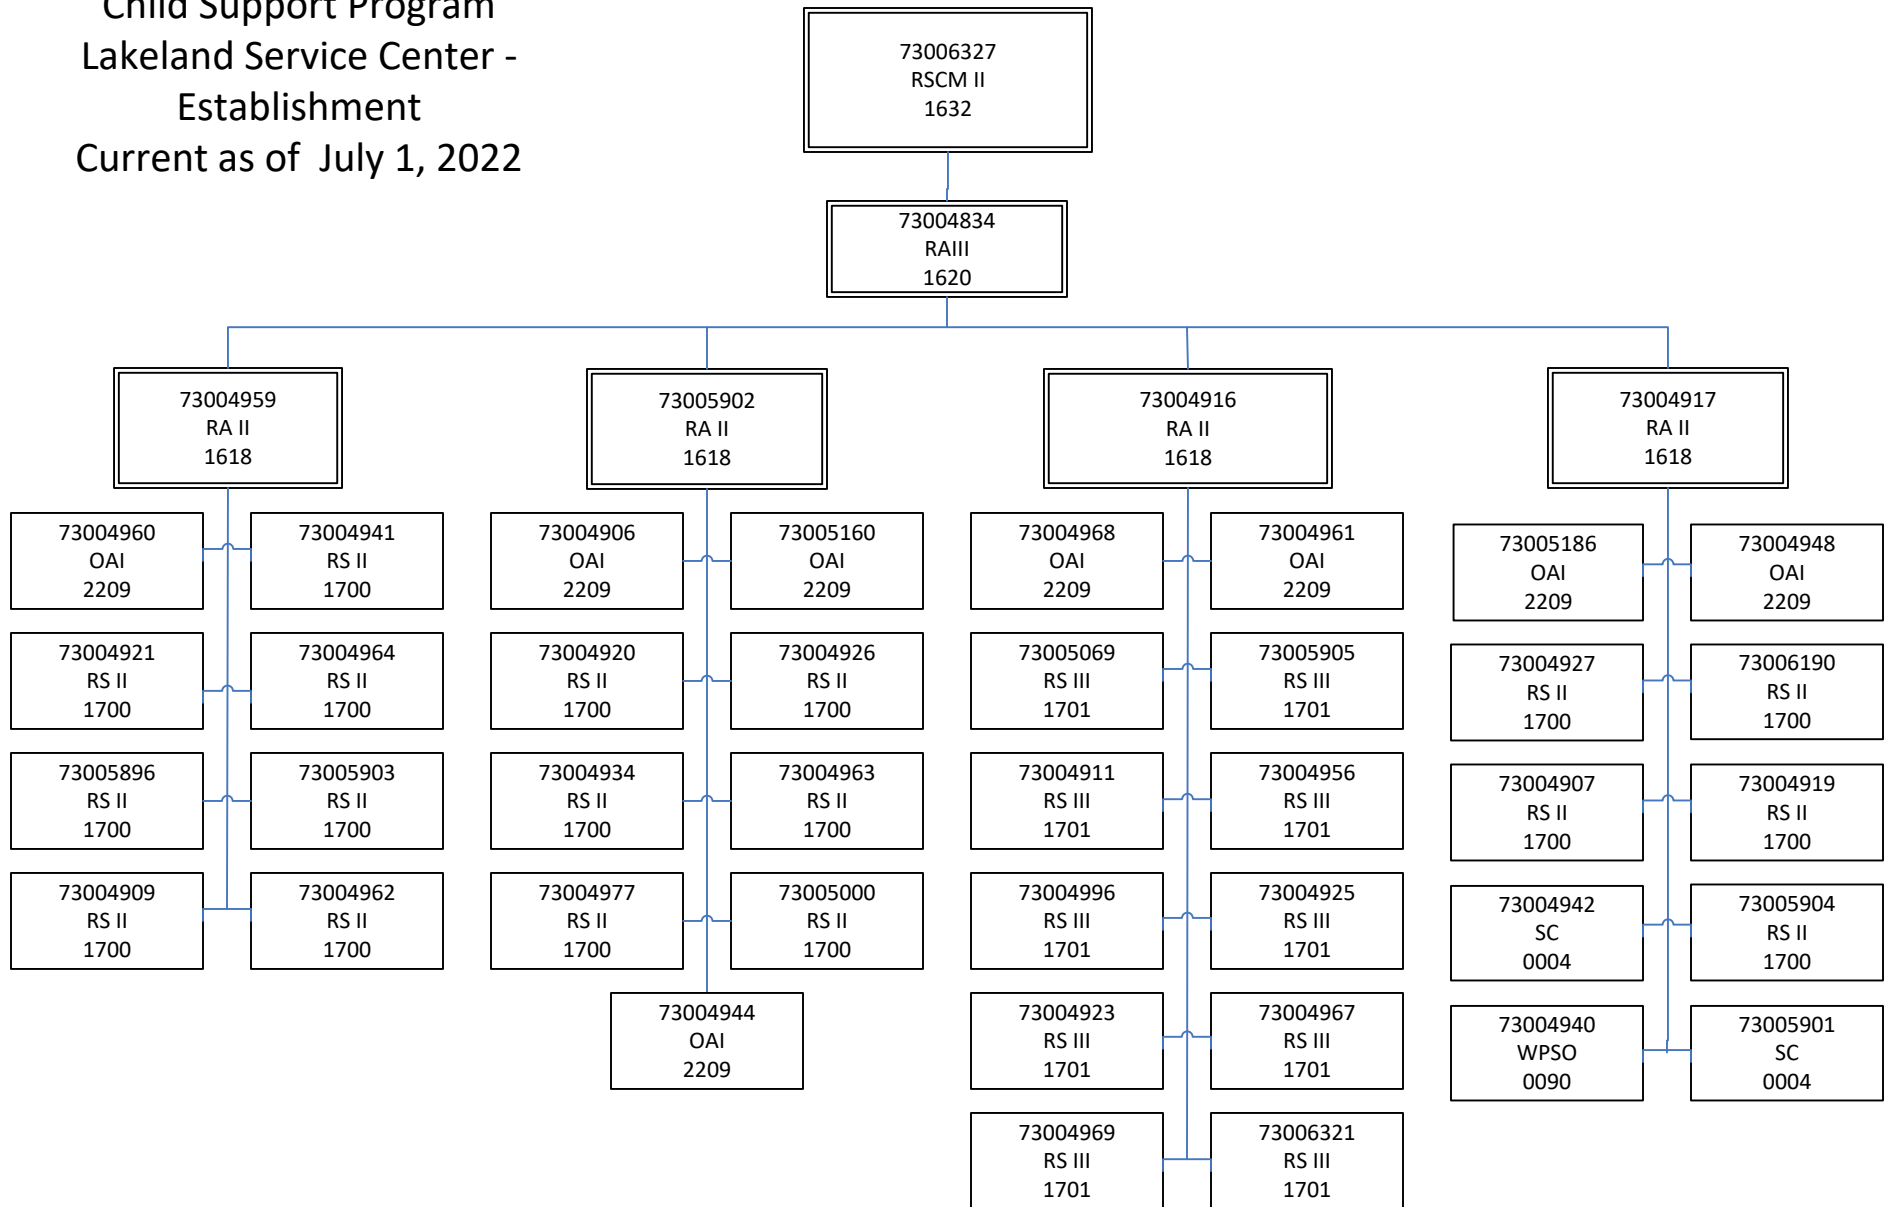 Child Support Program
Lakeland Service Center -
Establishment
Current as of July 1, 2022
73006327
RSCM II
1632
73004834
RAIII
1620
73004959
RA II
1618
73005902
RA II
1618
73004916
RA II
1618
73004917
RA II
1618
73004960
OAI
2209
73004941
RS II
1700
73004921
RS II
1700
73004964
RS II
1700
73005896
RS II
1700
73005903
RS II
1700
73004909
RS II
1700
73004962
RS II
1700
73004906
OAI
2209
73005160
OAI
2209
73004920
RS II
1700
73004926
RS II
1700
73004934
RS II
1700
73004963
RS II
1700
73004977
RS II
1700
73005000
RS II
1700
73004944
OAI
2209
73004968
OAI
2209
73004961
OAI
2209
73005069
RS III
1701
73005905
RS III
1701
73004911
RS III
1701
73004956
RS III
1701
73004996
RS III
1701
73004925
RS III
1701
73004923
RS III
1701
73004967
RS III
1701
73004969
RS III
1701
73006321
RS III
1701
73005186
OAI
2209
73004948
OAI
2209
73004927
RS II
1700
73006190
RS II
1700
73004907
RS II
1700
73004919
RS II
1700
73004942
SC
0004
73005904
RS II
1700
73004940
WPSO
0090
73005901
SC
0004